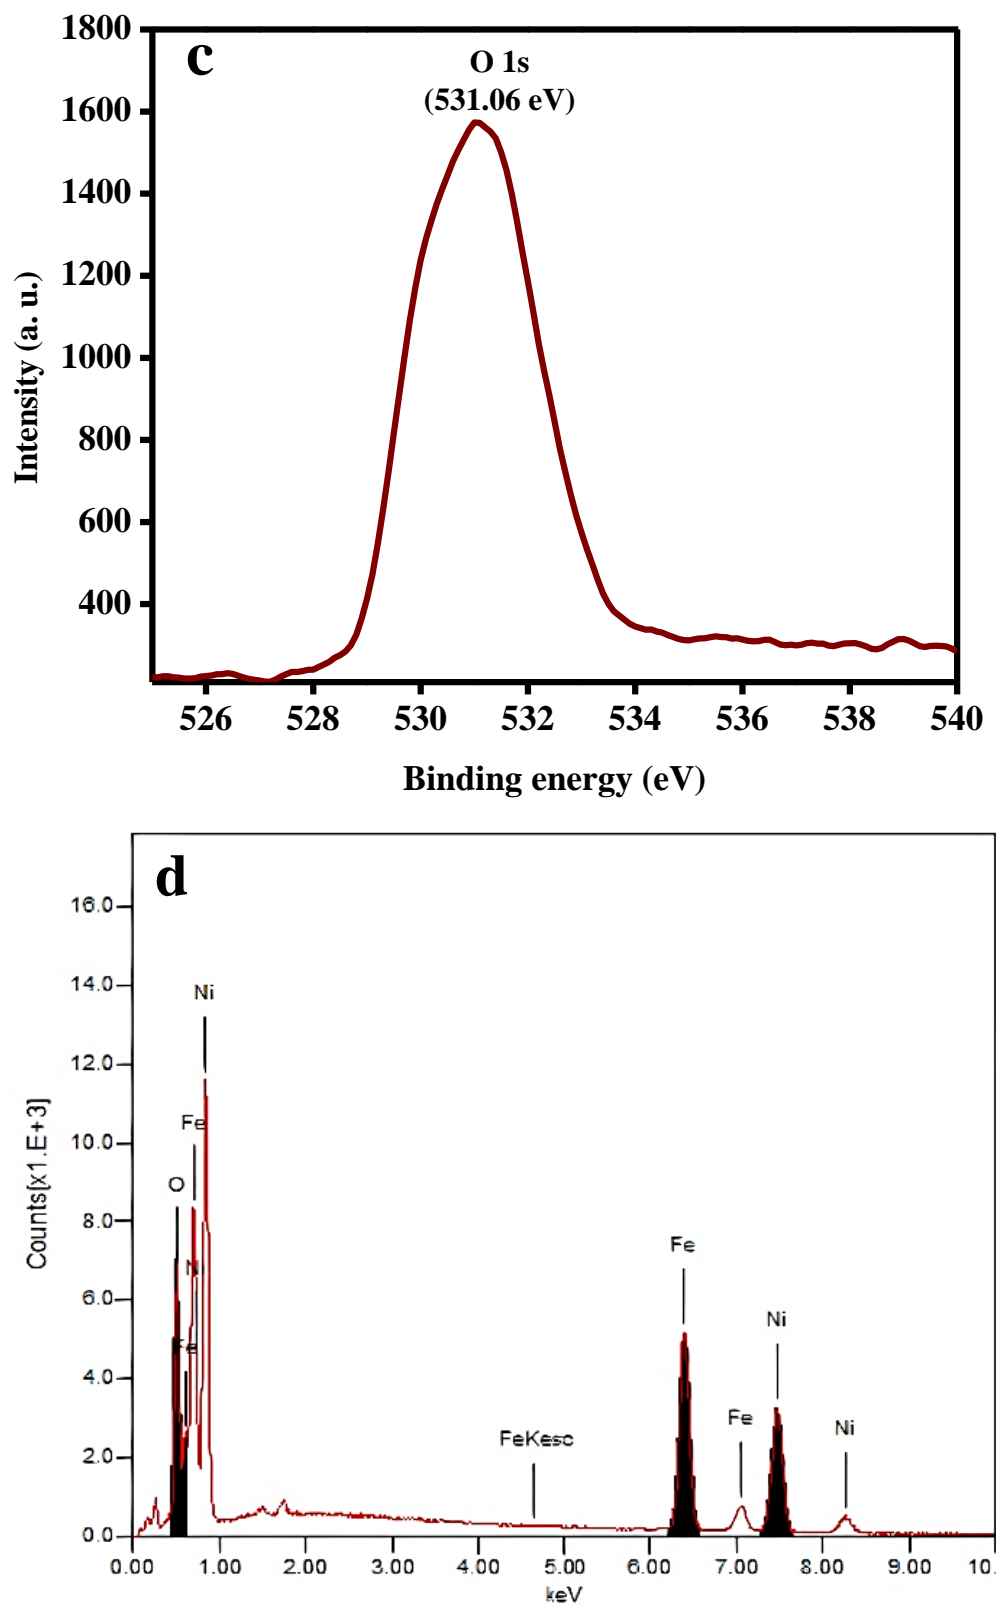 c
O 1s
(531.06 eV)
1800
1600
1400
1200
1000
800
600
400
Intensity (a. u.)
526 528 530 532 534 536 538 540
Binding energy (eV)
d
16.0
14.0
12.0
10.0
8.0
6.0
4.0
2.0
0.0
Counts[x1.E+3]
Ni
Fe
O
Fe
Fe
Ni
Fe
Ni
FeKesc
0.00 1.00 2.00 3.00 4.00 5.00 6.00 7.00 8.00 9.00 10.
keV